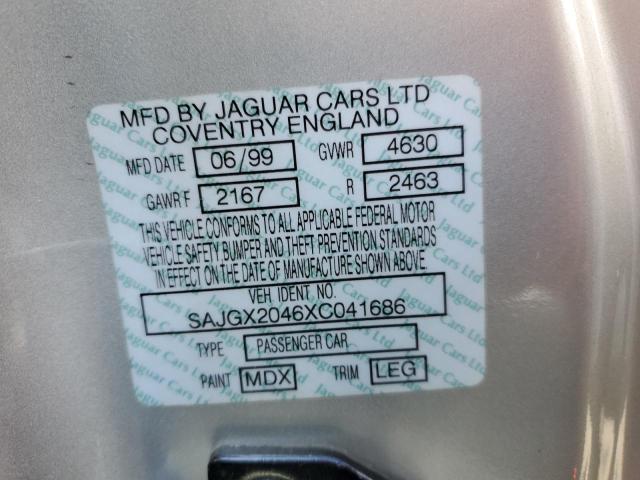 MFD BY JAGUAR CARS LTD
COVENTRY ENGLAND
MFD DATE 06/99 GVWR 4630
GAWR F 2167 R 2463
THIS VEHICLE CONFORMS TO ALL APPLICABLE FEDERAL MOTOR
VEHICLE SAFETY BUMPER AND THEFT PREVENTION STANDARDS
IN EFFECT ON THE DATE OF MANUFACTURE SHOWN ABOVE
VEH IDENT NO.
SAJGX2046XC041686
TYPE PASSENGER CAR
PAINT MDX TRIM LEG